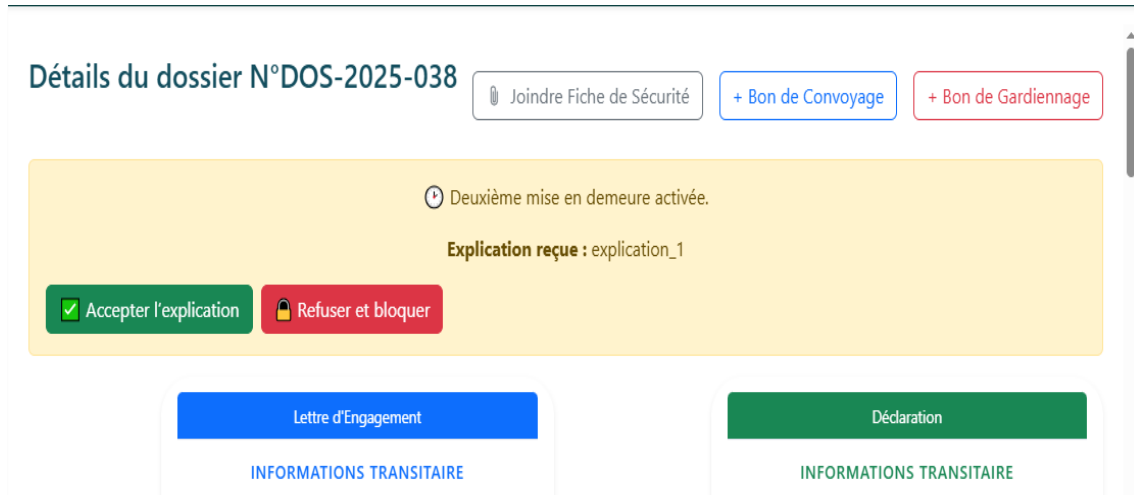 Détails du dossier N°DOS-2025-038
Joindre Fiche de Sécurité
+ Bon de Convoyage
+ Bon de Gardiennage
Deuxième mise en demeure activée.
Explication reçue : explication_1
Accepter l’explication
Refuser et bloquer
Lettre d'Engagement
Déclaration
INFORMATIONS TRANSITAIRE
INFORMATIONS TRANSITAIRE